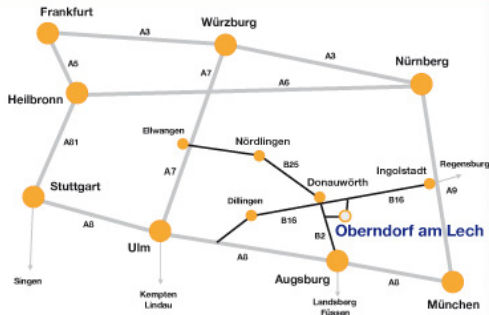 Frankfurt
Würzburg
A3
A3
Nürnberg
A5
A7
A6
Heilbronn
Ellwangen
Nördlingen
A81
B25
A7
Ingolstadt
Regensburg
Donauwörth
A9
Stuttgart
Dillingen
B16
B16
Oberndorf am Lech
A8
B2
Ulm
A8
Augsburg
A8
Singen
Kempten
Lindau
Landsberg
Füssen
München